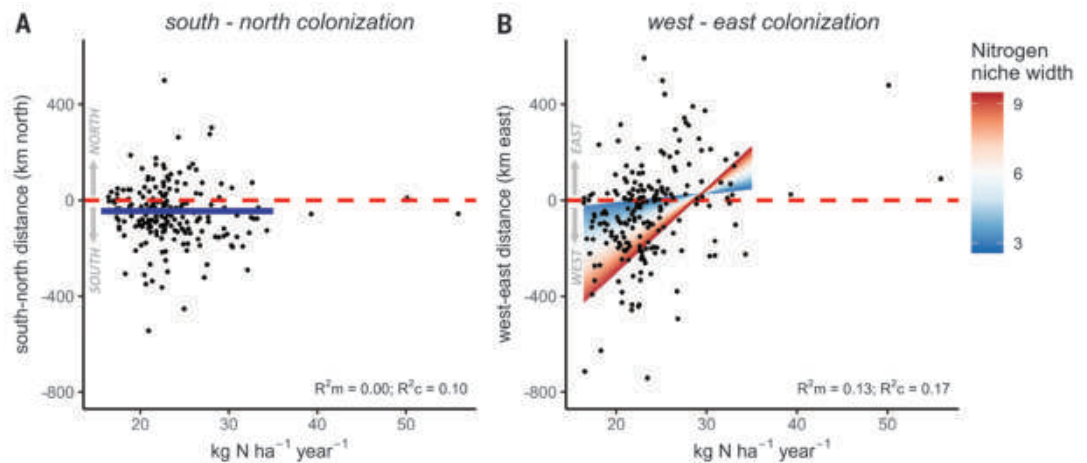 A
south - north colonization
south-north distance (km north)
400
0
-400
-800
NORTH
SOUTH
R²m = 0.00; R²c = 0.10
20
30
40
50
kg N ha⁻¹ year⁻¹
B
west - east colonization
west-east distance (km east)
400
0
-400
-800
EAST
WEST
R²m = 0.13; R²c = 0.17
20
30
40
50
kg N ha⁻¹ year⁻¹
Nitrogen
niche width
9
6
3